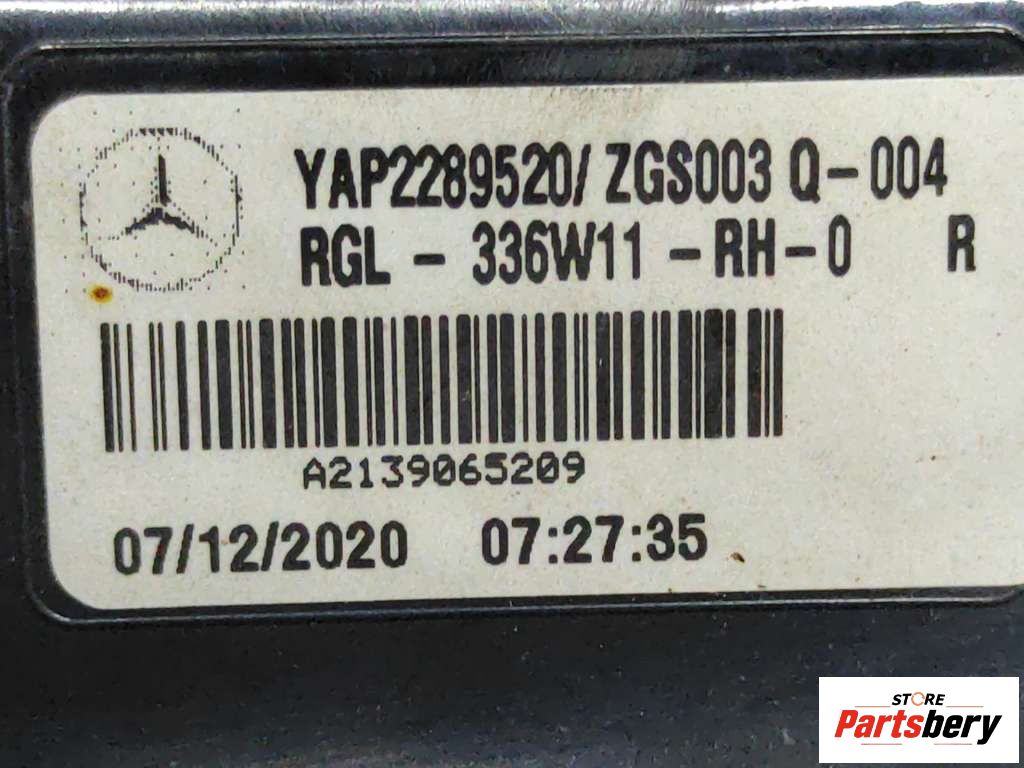 YAP2289520/ ZGS003 Q-004
RGL - 336W11 -RH-0 R
A2139065209
07/12/2020 07:27:35
STORE
Partsbery